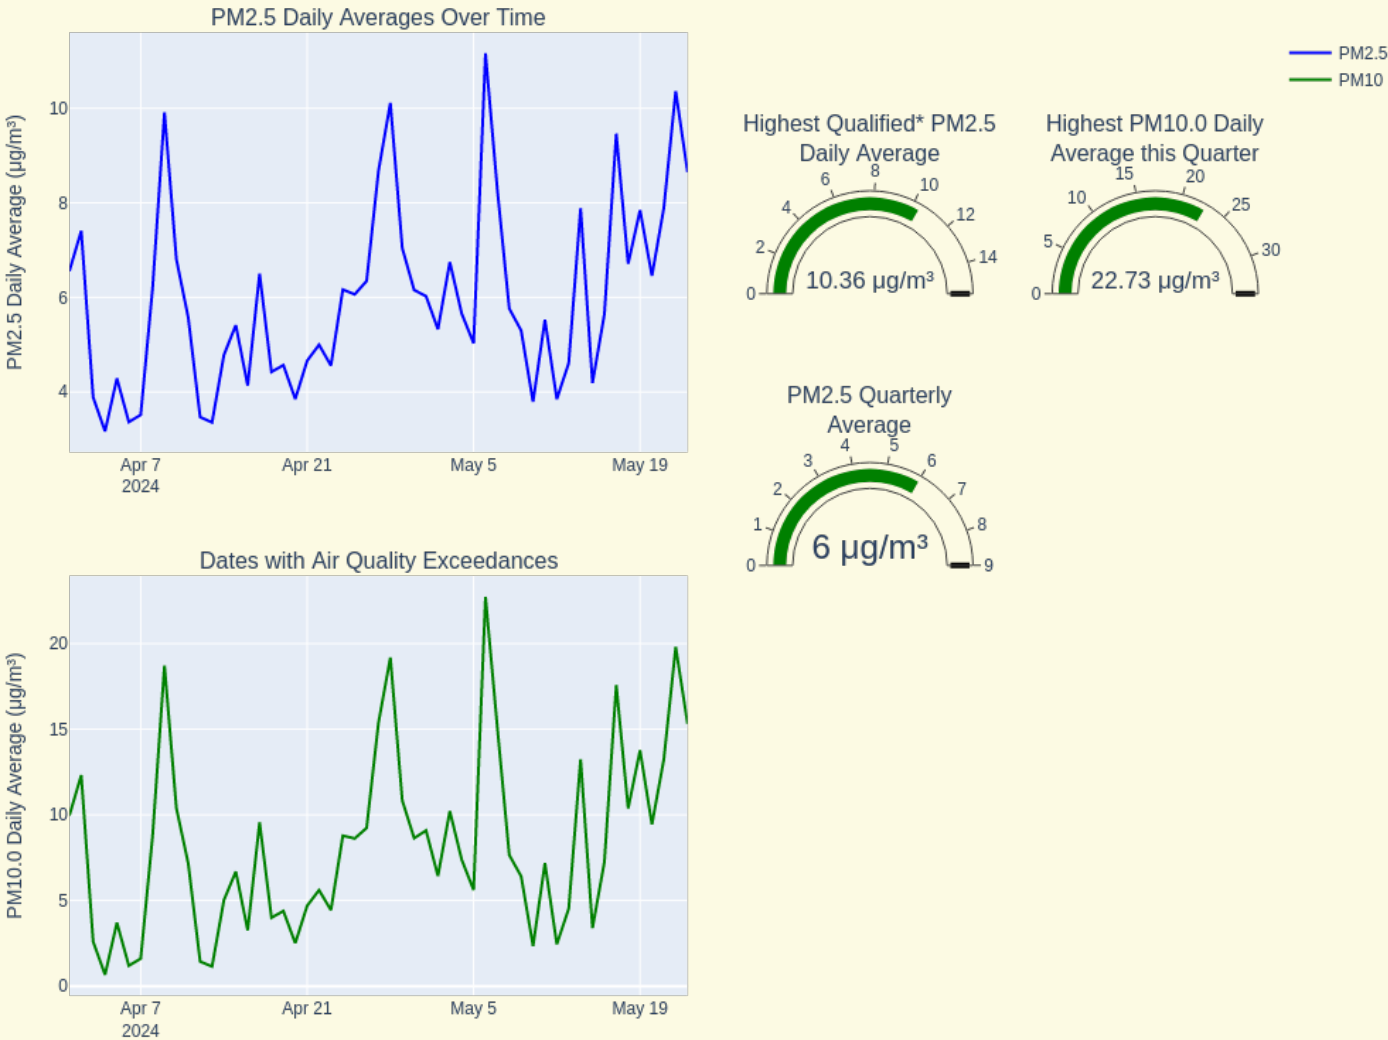 PM2.5 Daily Averages Over Time
PM2.5 Daily Average (µg/m³)
10
8
6
4
Apr 7
2024
Apr 21
May 5
May 19
PM2.5
PM10
Highest Qualified* PM2.5
Daily Average
0
2
4
6
8
10
12
14
10.36 µg/m³
Highest PM10.0 Daily
Average this Quarter
0
5
10
15
20
25
30
22.73 µg/m³
PM2.5 Quarterly
Average
0
1
2
3
4
5
6
7
8
9
6 µg/m³
Dates with Air Quality Exceedances
PM10.0 Daily Average (µg/m³)
20
15
10
5
0
Apr 7
2024
Apr 21
May 5
May 19